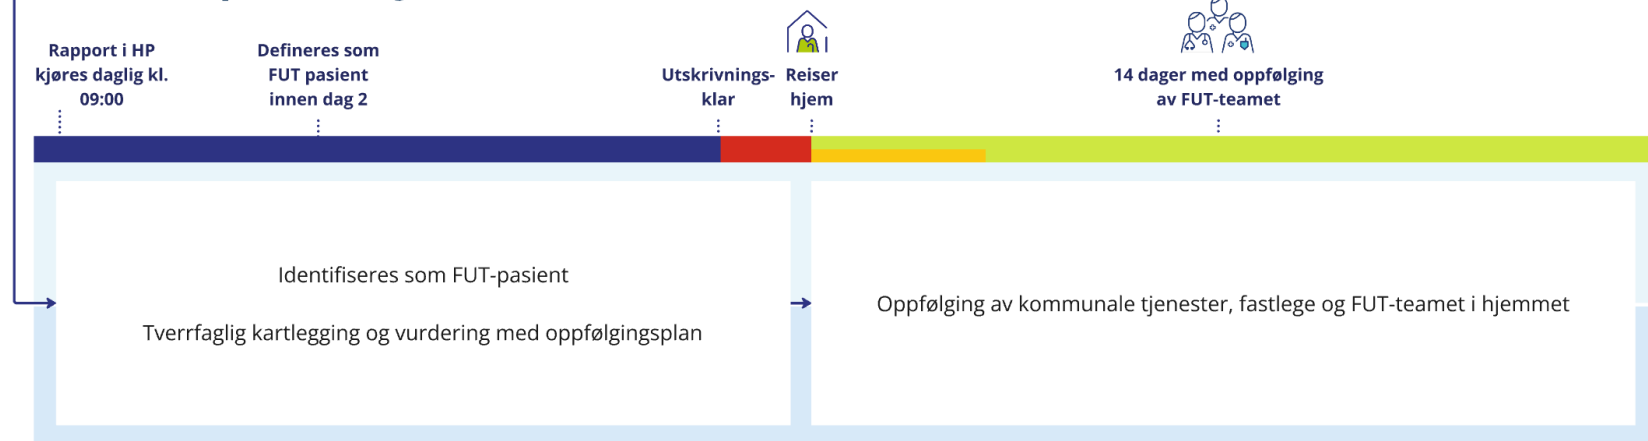 Rapport i HP
kjøres daglig kl.
09:00
Defineres som
FUT pasient
innen dag 2
Utskrivnings-
klar
Reiser
hjem
14 dager med oppfølging
av FUT-teamet
Identifiseres som FUT-pasient
Tverrfaglig kartlegging og vurdering med oppfølgingsplan
Oppfølging av kommunale tjenester, fastlege og FUT-teamet i hjemmet